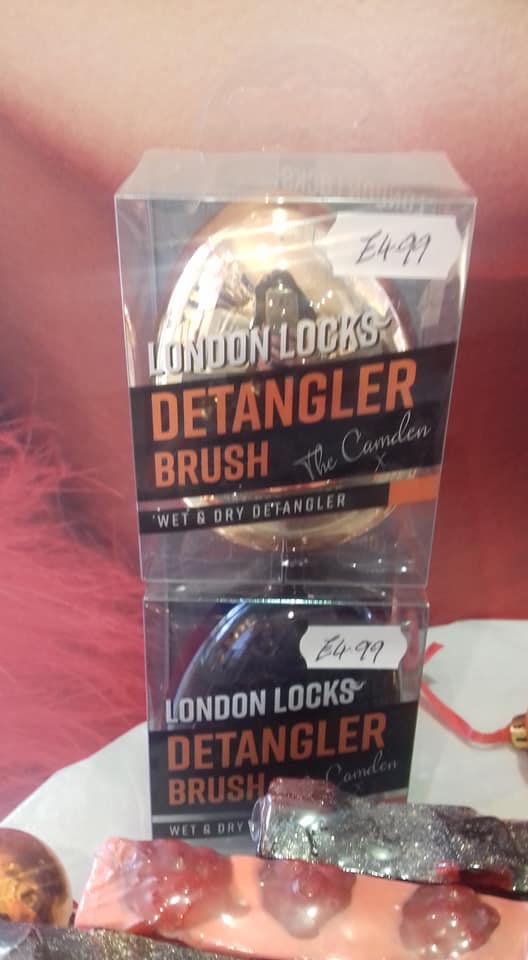 £4.99
LONDON LOCKS
DETANGLER
BRUSH The Camden
X
WET & DRY DETANGLER
£4.99
LONDON LOCKS
DETANGLER
BRUSH Camden
WET & DRY